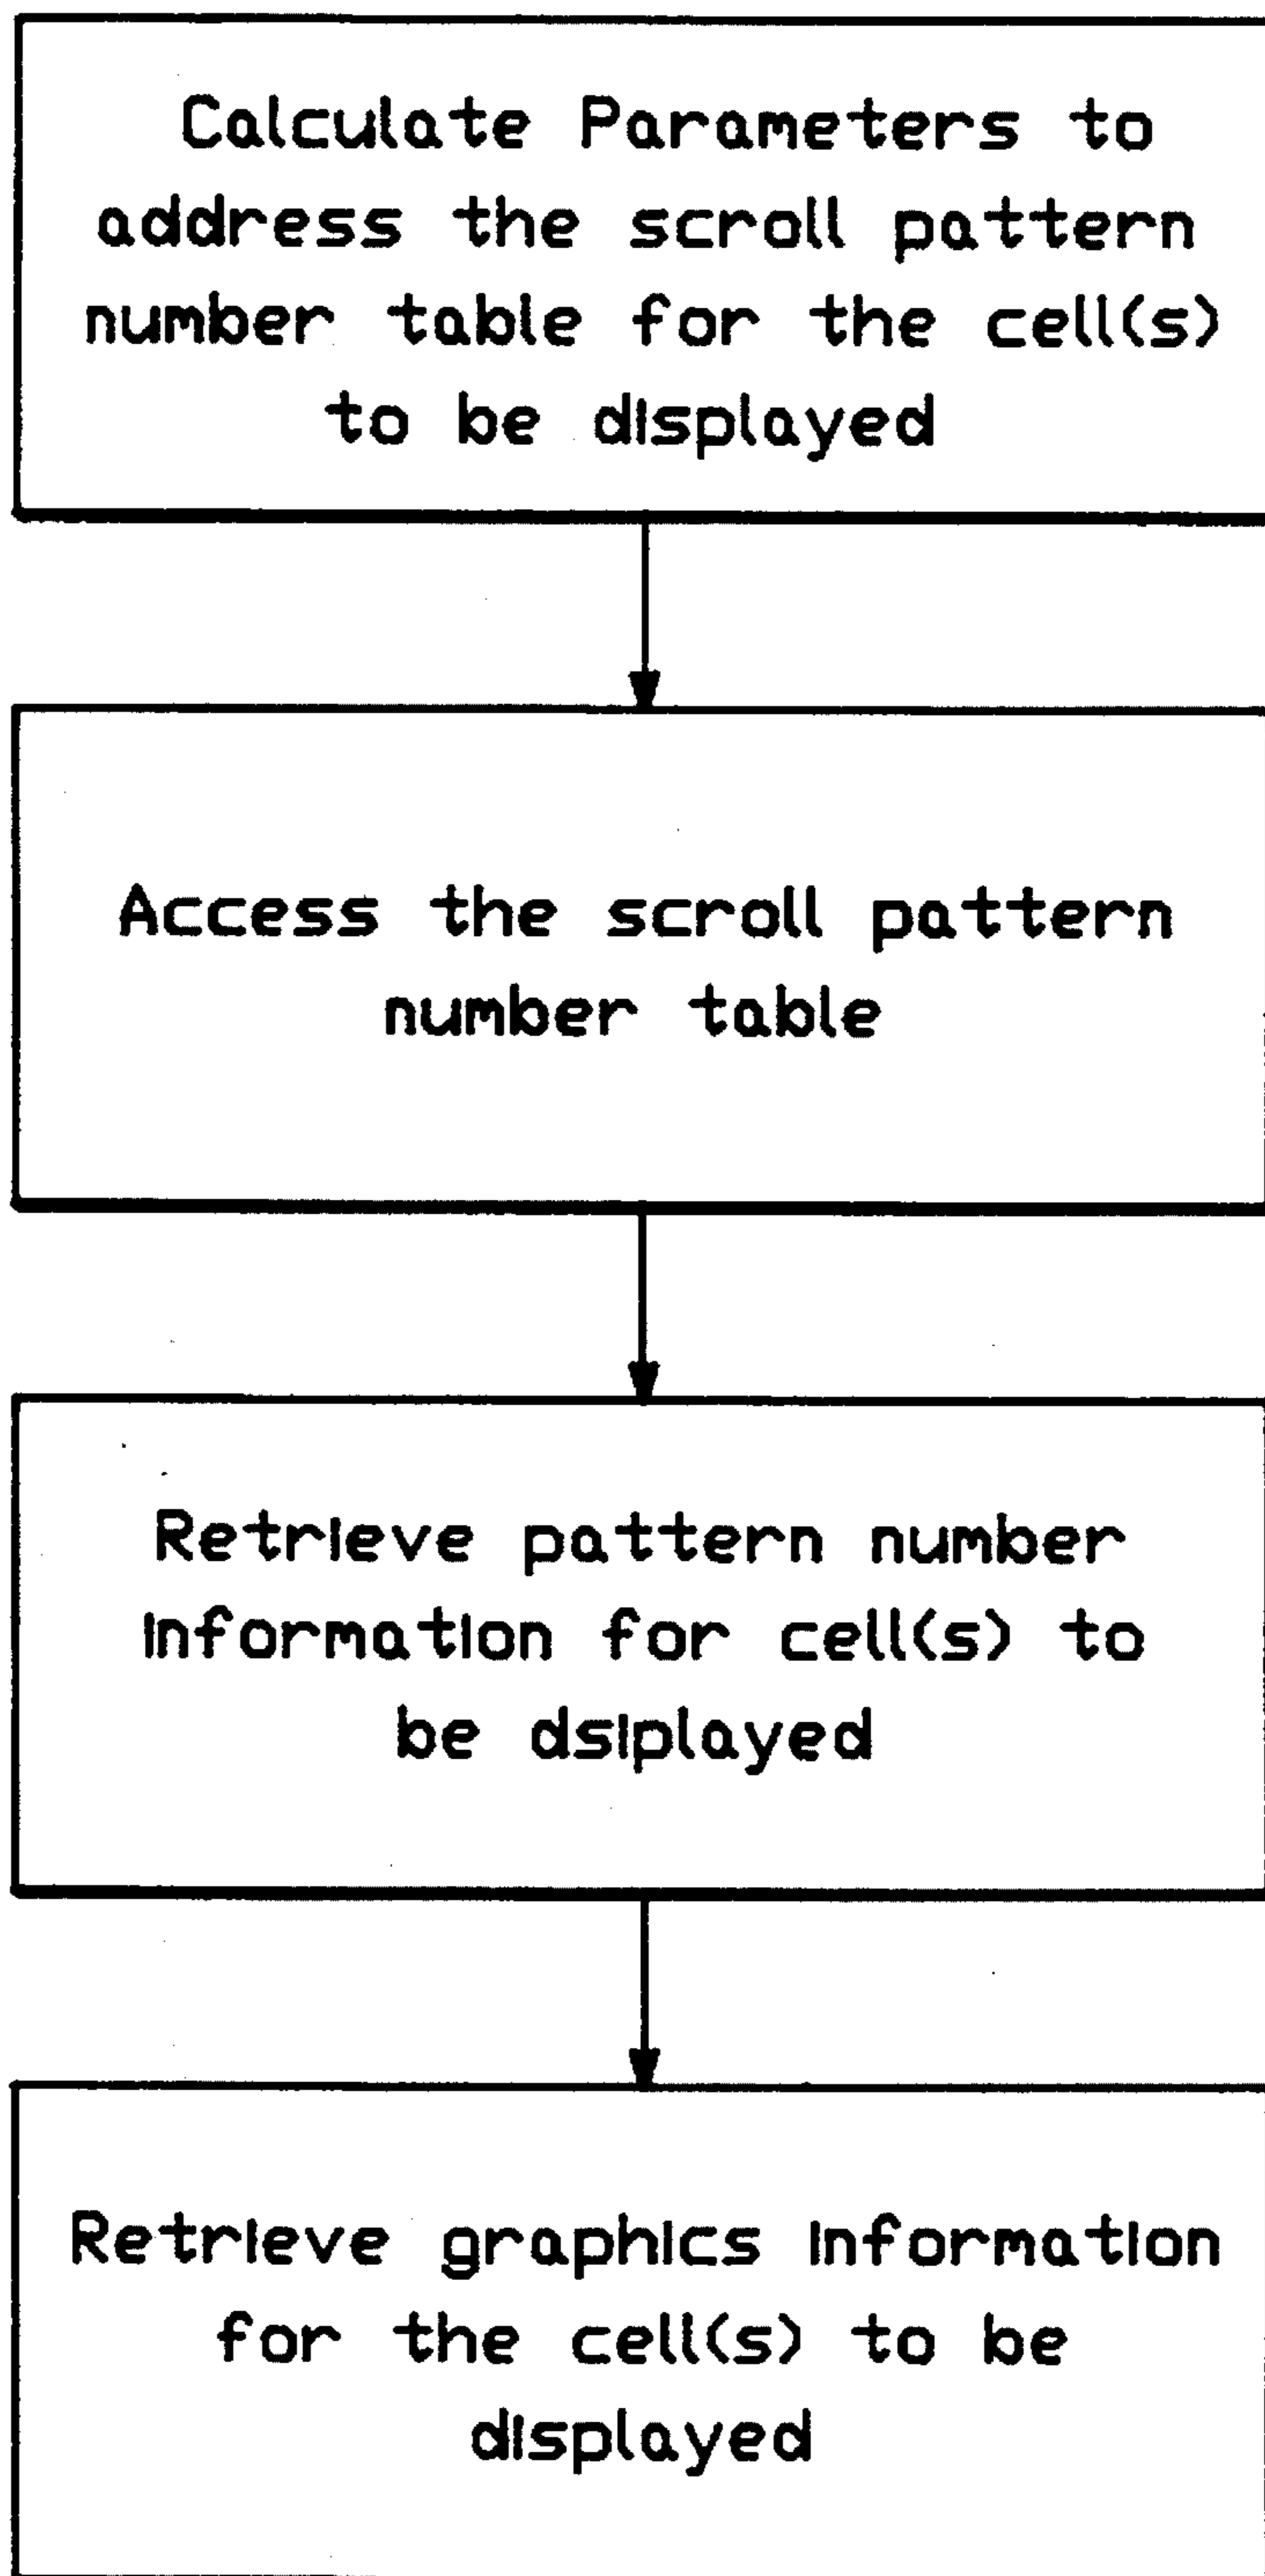 Calculate Parameters to
address the scroll pattern
number table for the cell(s)
to be displayed
Access the scroll pattern
number table
Retrieve pattern number
information for cell(s) to
be dsiplayed
Retrieve graphics information
for the cell(s) to be
displayed